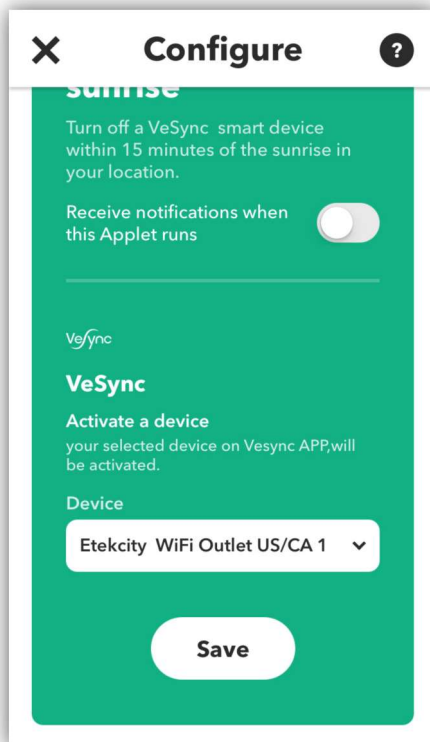 Configure
?
sunrise
Turn off a VeSync smart device
within 15 minutes of the sunrise in
your location.
Receive notifications when
this Applet runs
VeSync
VeSync
Activate a device
your selected device on Vesync APP,will
be activated.
Device
Etekcity WiFi Outlet US/CA 1
Save